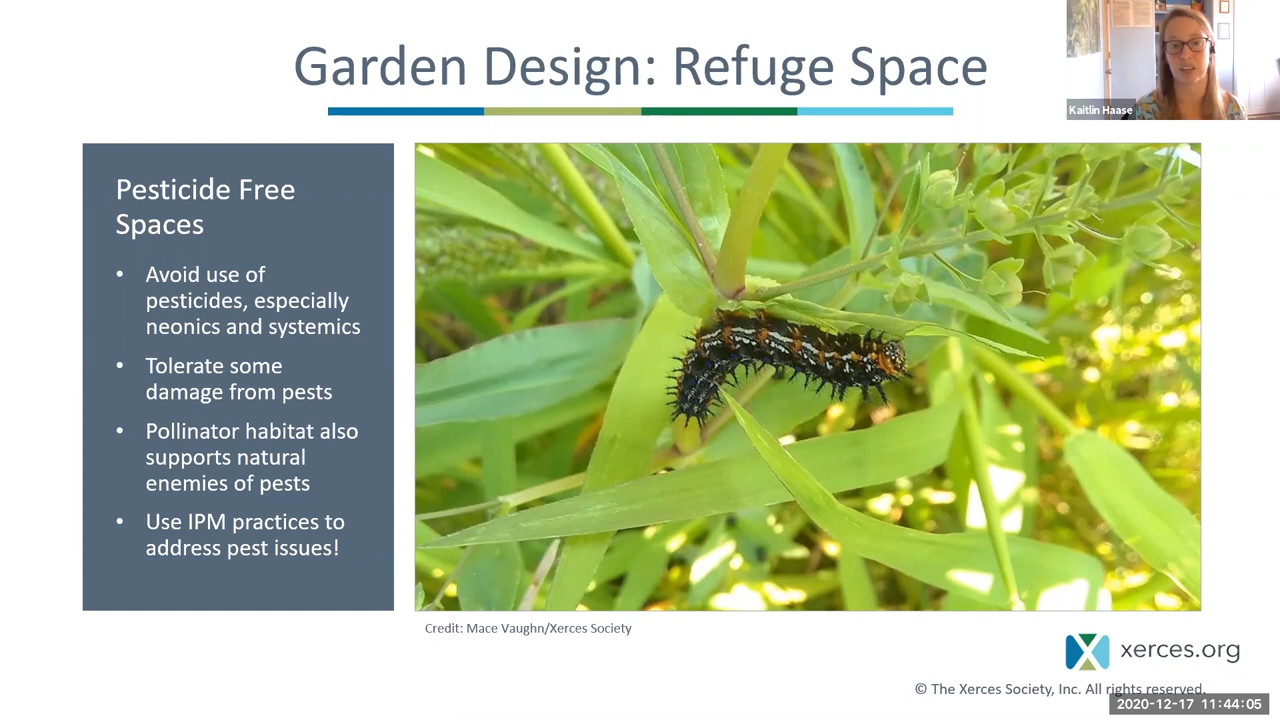 Garden Design: Refuge Space
Kaitlin Haase
Pesticide Free
Spaces
• Avoid use of
pesticides, especially
neonics and systemics
• Tolerate some
damage from pests
• Pollinator habitat also
supports natural
enemies of pests
• Use IPM practices to
address pest issues!
Credit: Mace Vaughn/Xerces Society
xerces.org
© The Xerces Society, Inc. All rights reserved.
2020-12-17 11:44:05